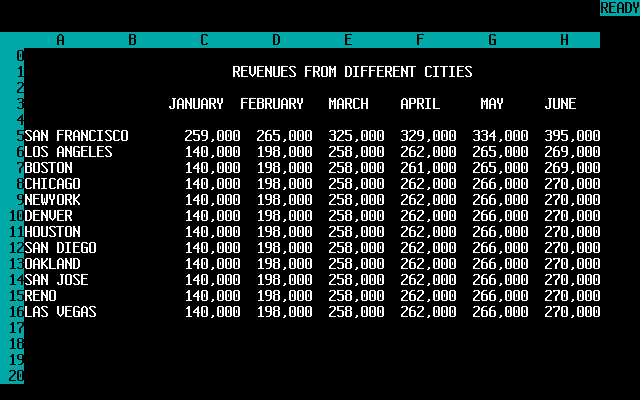 READY
A B C D E F G H
0
1 REVENUES FROM DIFFERENT CITIES
2
3 JANUARY FEBRUARY MARCH APRIL MAY JUNE
4
5 SAN FRANCISCO 259,000 265,000 325,000 329,000 334,000 395,000
6 LOS ANGELES 140,000 198,000 258,000 262,000 265,000 269,000
7 BOSTON 140,000 198,000 258,000 261,000 265,000 269,000
8 CHICAGO 140,000 198,000 258,000 262,000 266,000 270,000
9 NEWYORK 140,000 198,000 258,000 262,000 266,000 270,000
10 DENVER 140,000 198,000 258,000 262,000 266,000 270,000
11 HOUSTON 140,000 198,000 258,000 262,000 266,000 270,000
12 SAN DIEGO 140,000 198,000 258,000 262,000 266,000 270,000
13 OAKLAND 140,000 198,000 258,000 262,000 266,000 270,000
14 SAN JOSE 140,000 198,000 258,000 262,000 266,000 270,000
15 RENO 140,000 198,000 258,000 262,000 266,000 270,000
16 LAS VEGAS 140,000 198,000 258,000 262,000 266,000 270,000
17
18
19
20